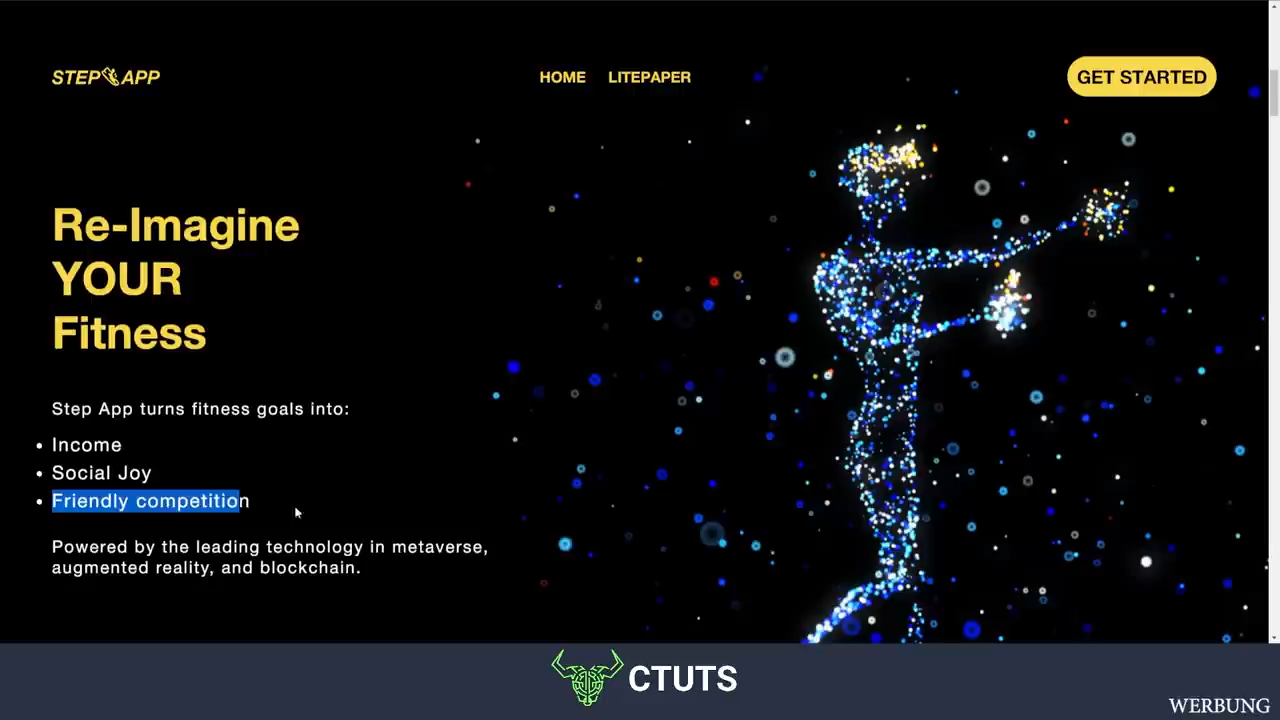 STEP APP
HOME
LITEPAPER
GET STARTED
Re-Imagine
YOUR
Fitness
Step App turns fitness goals into:
Income
Social Joy
Friendly competition
Powered by the leading technology in metaverse,
augmented reality, and blockchain.
CTUTS
WERBUNG